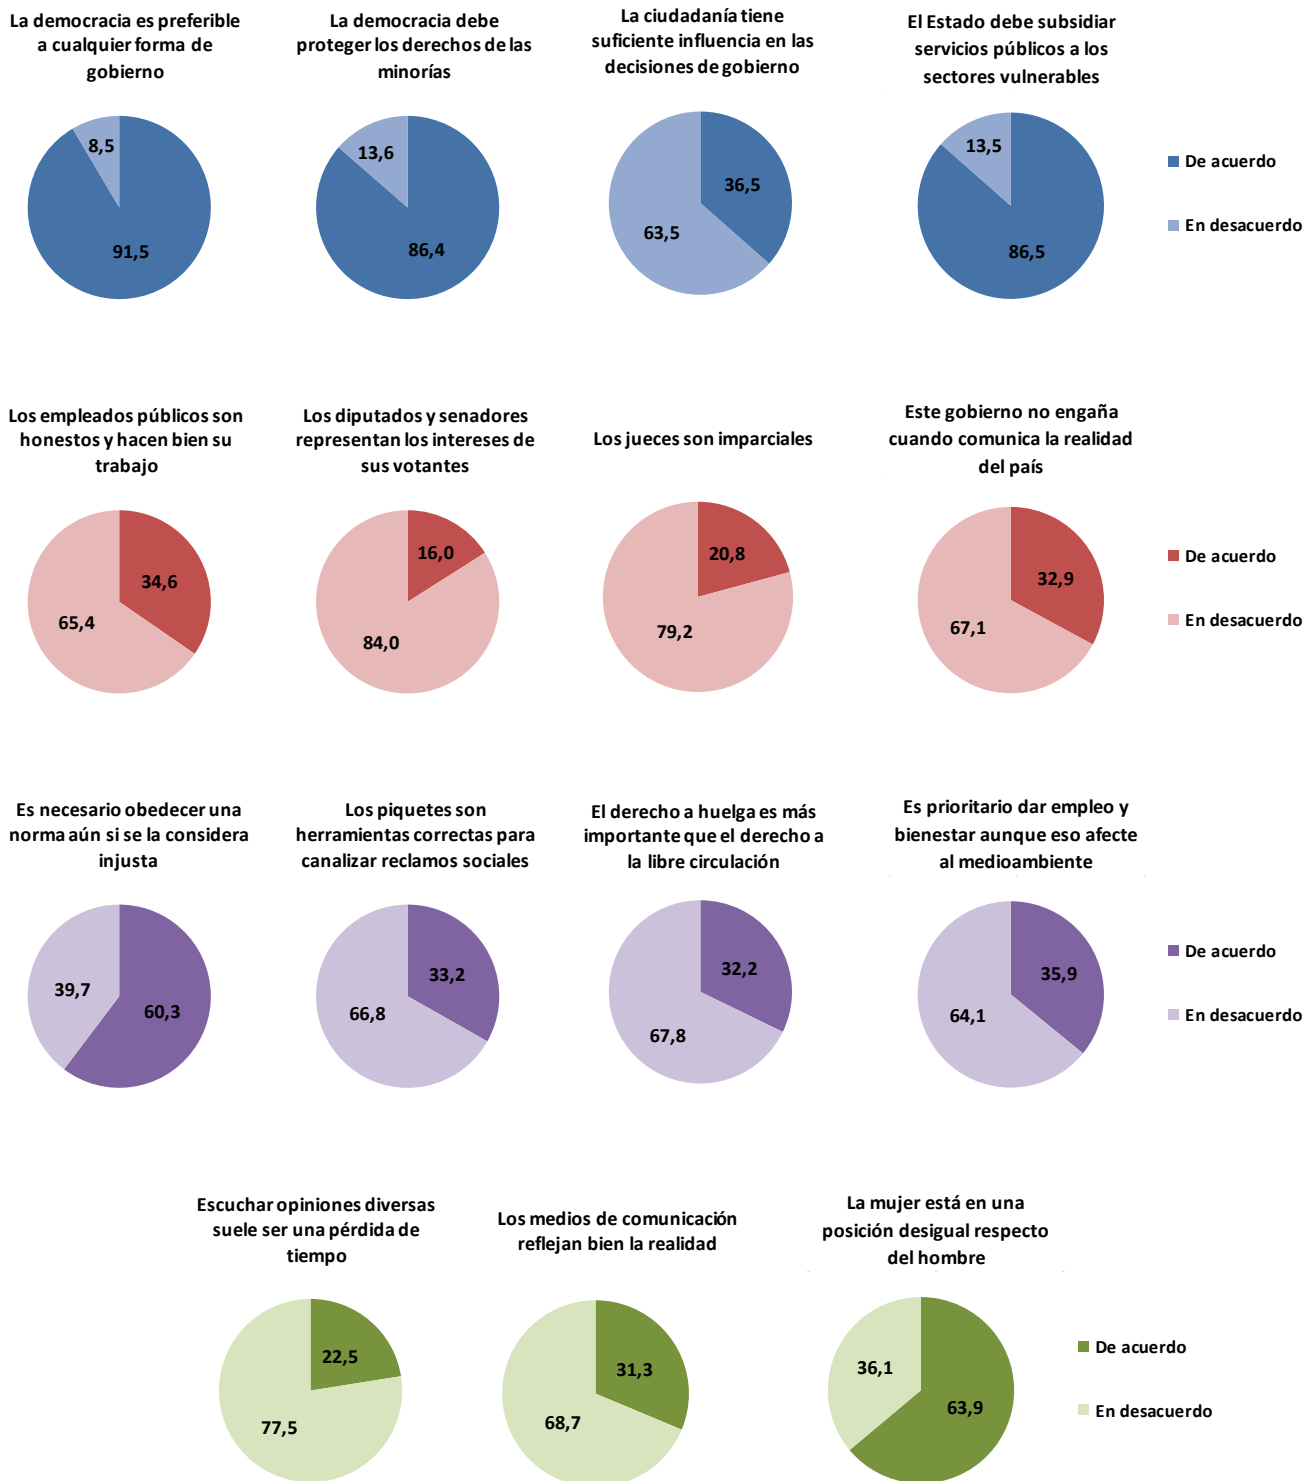 La democracia es preferible
a cualquier forma de
gobierno
La democracia debe
proteger los derechos de las
minorías
La ciudadanía tiene
suficiente influencia en las
decisiones de gobierno
El Estado debe subsidiar
servicios públicos a los
sectores vulnerables
8,5
91,5
13,6
86,4
36,5
63,5
13,5
86,5
De acuerdo
En desacuerdo
Los empleados públicos son
honestos y hacen bien su
trabajo
Los diputados y senadores
representan los intereses de
sus votantes
Los jueces son imparciales
Este gobierno no engaña
cuando comunica la realidad
del país
34,6
65,4
16,0
84,0
20,8
79,2
32,9
67,1
De acuerdo
En desacuerdo
Es necesario obedecer una
norma aún si se la considera
injusta
Los piquetes son
herramientas correctas para
canalizar reclamos sociales
El derecho a huelga es más
importante que el derecho a
la libre circulación
Es prioritario dar empleo y
bienestar aunque eso afecte
al medioambiente
39,7
60,3
33,2
66,8
32,2
67,8
35,9
64,1
De acuerdo
En desacuerdo
Escuchar opiniones diversas
suele ser una pérdida de
tiempo
Los medios de comunicación
reflejan bien la realidad
La mujer está en una
posición desigual respecto
del hombre
22,5
77,5
31,3
68,7
36,1
63,9
De acuerdo
En desacuerdo